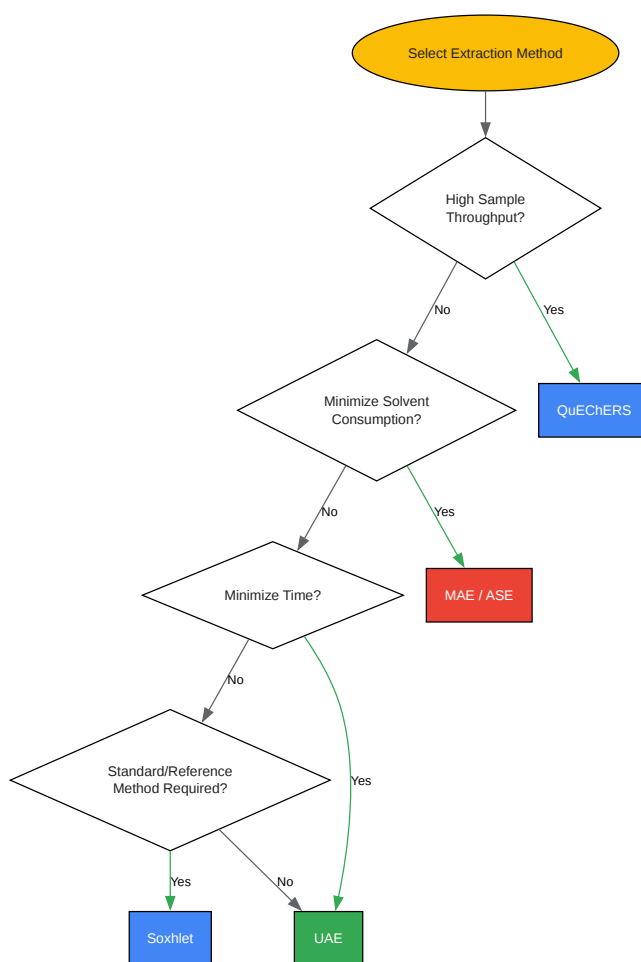 Select Extraction Method
High Sample
Throughput?
No
Yes
Minimize Solvent
Consumption?
QuEChERS
No
Yes
Minimize Time?
MAE / ASE
No
Standard/Reference
Method Required?
Yes
Yes
No
Soxhlet
UAE